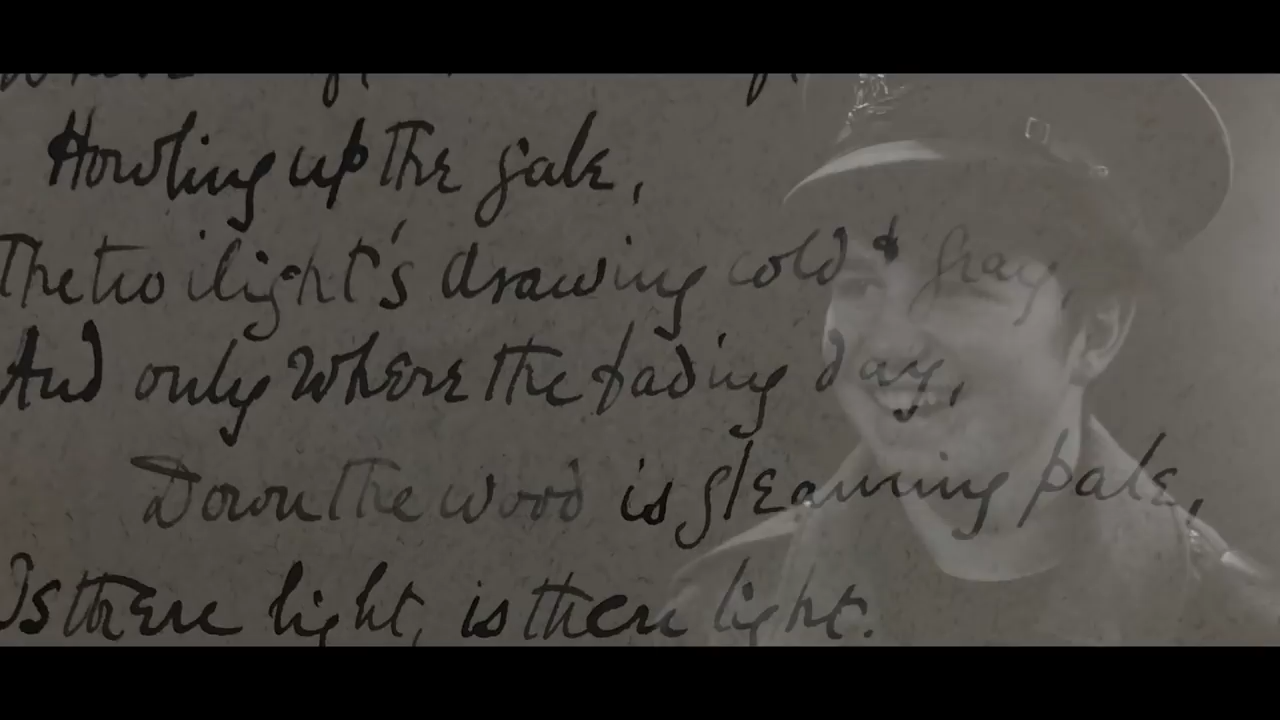 Howling up the gale,
The twilight's drawing cold & gray,
And only where the fading day,
Down the wood is gleaming pale,
Is there light, is there light.